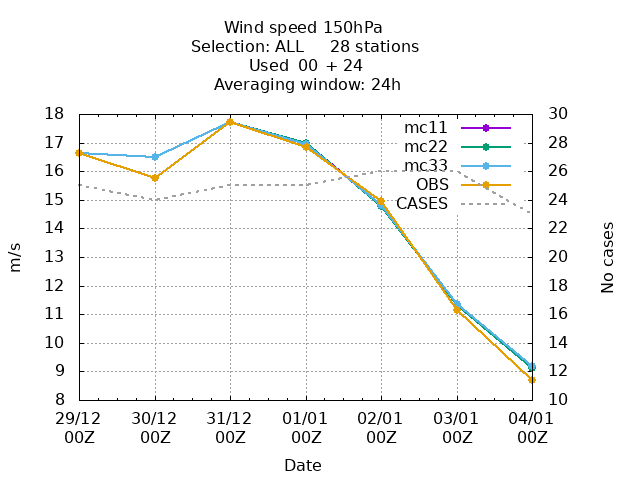 Wind speed 150hPa
Selection: ALL 28 stations
Used 00 + 24
Averaging window: 24h
18 30
17 mc11 28
16 mc22 26
15 mc33 24
14 OBS 22
13 CASES 20
12 18
11 16
10 14
9 12
8 10
m/s
No cases
29/12 30/12 31/12 01/01 02/01 03/01 04/01
00Z 00Z 00Z 00Z 00Z 00Z 00Z
Date